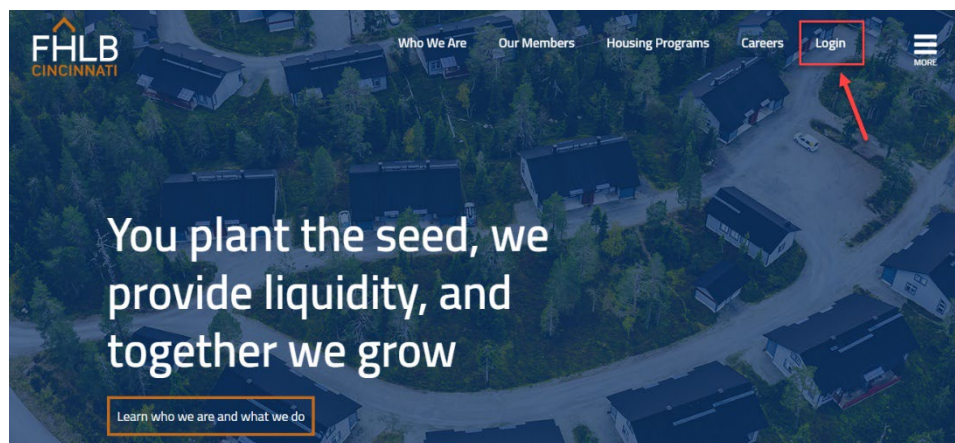 FHLB
CINCINNATI
Who We Are Our Members Housing Programs Careers Login
MORE
You plant the seed, we
provide liquidity, and
together we grow
Learn who we are and what we do